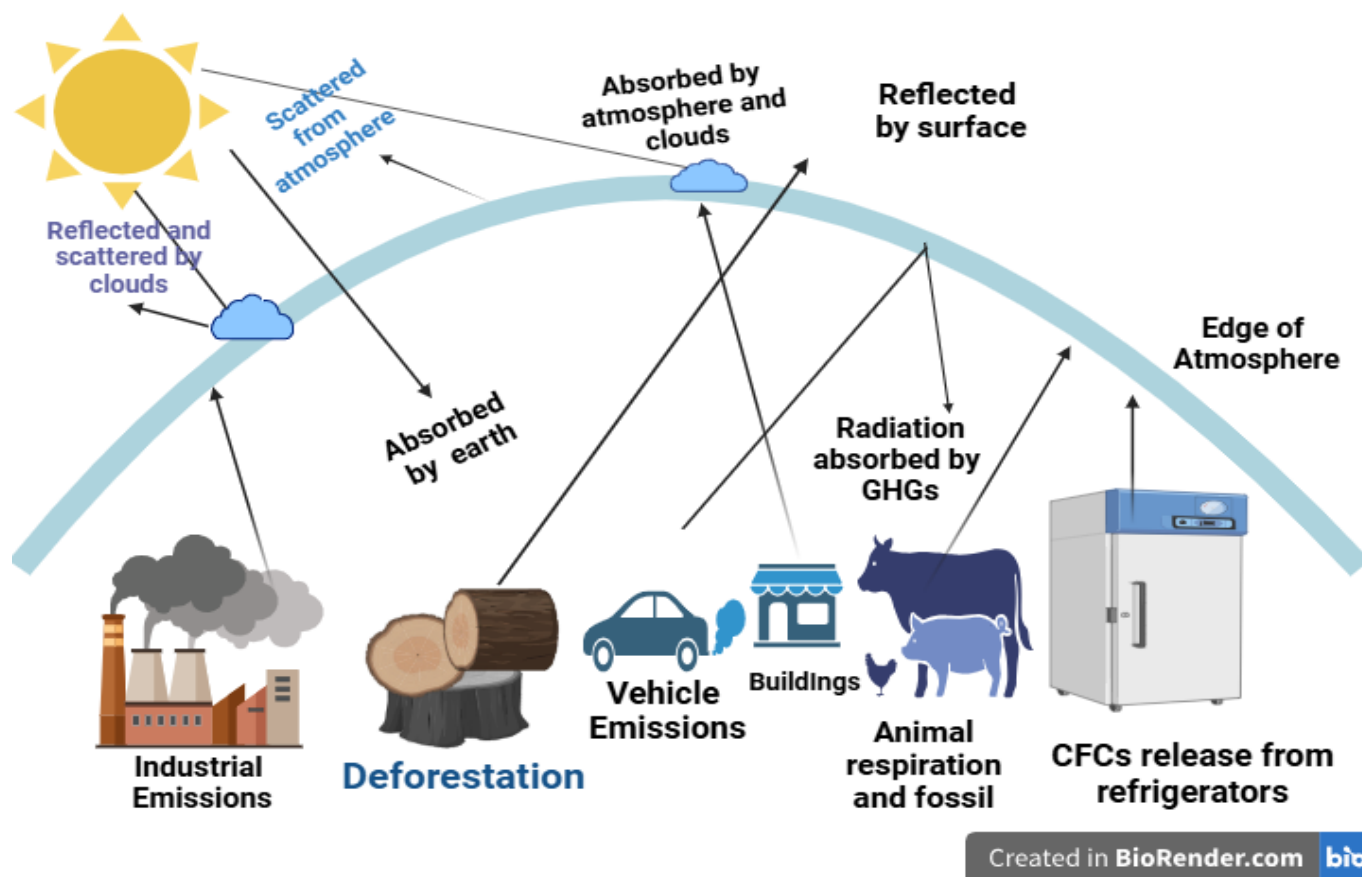 Scattered
from
atmosphere
Absorbed by
atmosphere and
clouds
Reflected
by surface
Reflected and
scattered by
clouds
Edge of
Atmosphere
Absorbed
by earth
Radiation
absorbed by
GHGs
Industrial
Emissions
Deforestation
Vehicle
Emissions
BuildIngs
Animal
respiration
and fossil
CFCs release from
refrigerators
Created in BioRender.com bio